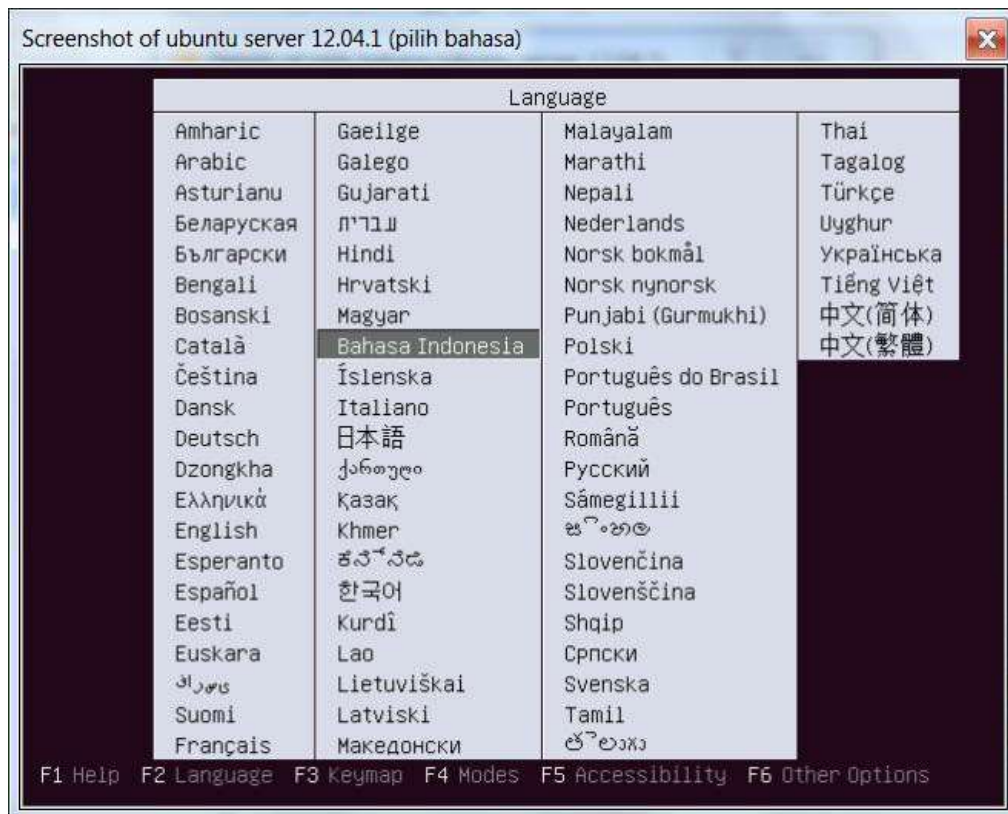 Screenshot of ubuntu server 12.04.1 (pilih bahasa)
Language
Amharic
Arabic
Asturianu
Беларуская
Български
Bengali
Bosanski
Català
Čeština
Dansk
Deutsch
Dzongkha
Ελληνικά
English
Esperanto
Español
Eesti
Euskara
فارسی
Suomi
Français
Gaeilge
Galego
Gujarati
עברית
Hindi
Hrvatski
Magyar
Bahasa Indonesia
Íslenska
Italiano
日本語
ქართული
Қазақ
Khmer
ಕನ್ನಡ
한국어
Kurdî
Lao
Lietuviškai
Latviski
Македонски
Malayalam
Marathi
Nepali
Nederlands
Norsk bokmål
Norsk nynorsk
Punjabi (Gurmukhi)
Polski
Português do Brasil
Português
Română
Русский
Sámegillii
සිංහල
Slovenčina
Slovenščina
Shqip
Српски
Svenska
Tamil
తెలుగు
Thai
Tagalog
Türkçe
Uyghur
Українська
Tiếng Việt
中文(简体)
中文(繁體)
F1 Help F2 Language F3 Keymap F4 Modes F5 Accessibility F6 Other Options